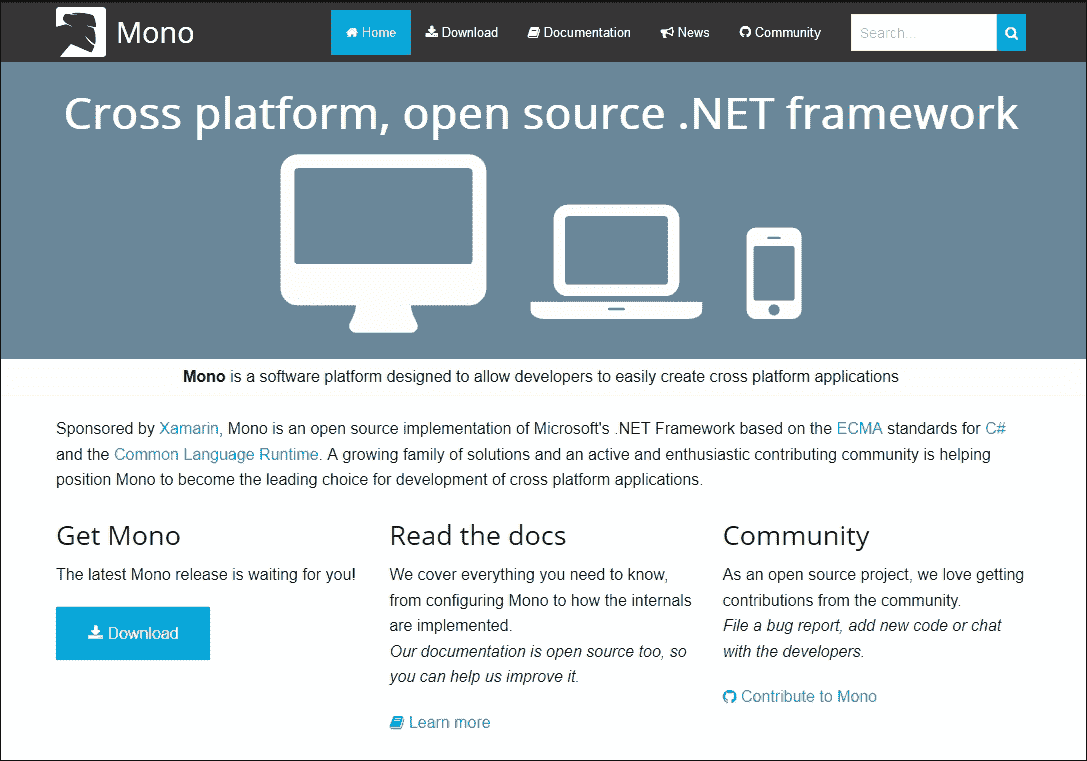 Mono
Home
Download
Documentation
News
Community
Search...
Cross platform, open source .NET framework
Mono is a software platform designed to allow developers to easily create cross platform applications
Sponsored by Xamarin, Mono is an open source implementation of Microsoft's .NET Framework based on the ECMA standards for C#
and the Common Language Runtime. A growing family of solutions and an active and enthusiastic contributing community is helping
position Mono to become the leading choice for development of cross platform applications.
Get Mono
The latest Mono release is waiting for you!
Download
Read the docs
We cover everything you need to know,
from configuring Mono to how the internals
are implemented.
Our documentation is open source too, so
you can help us improve it.
Learn more
Community
As an open source project, we love getting
contributions from the community.
File a bug report, add new code or chat
with the developers.
Contribute to Mono